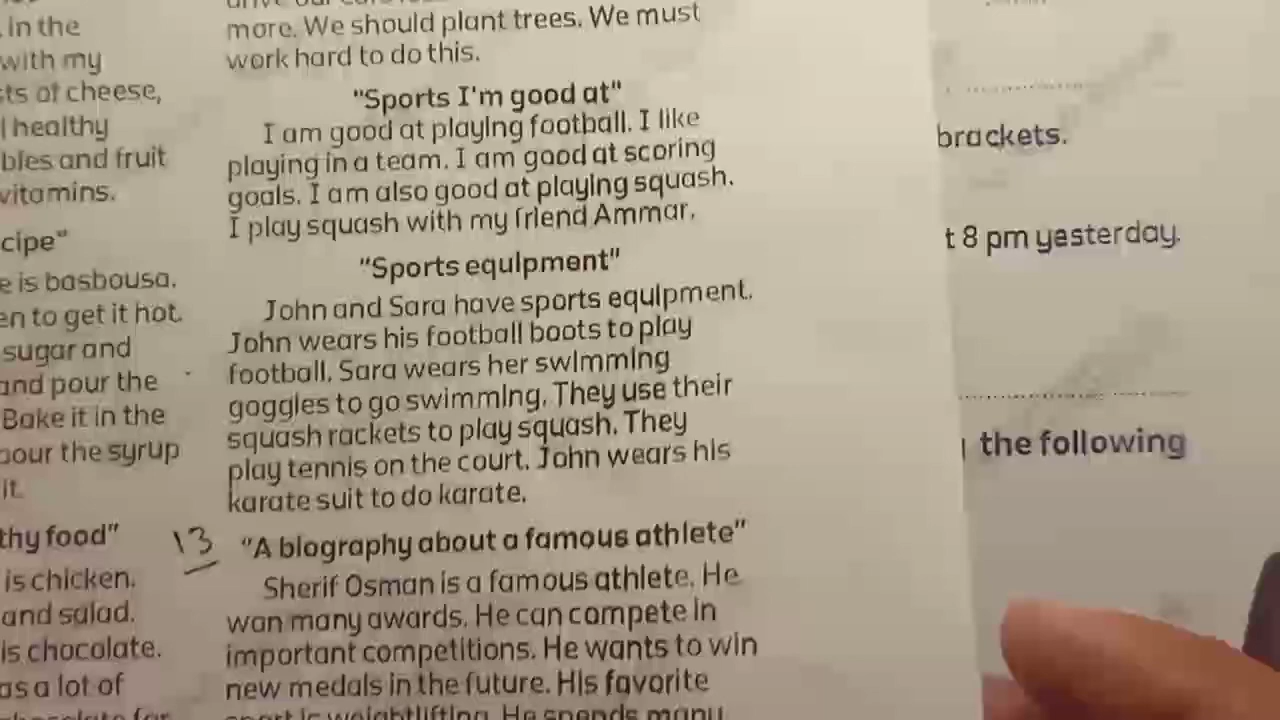 in the
with my
ts of cheese,
healthy
bles and fruit
vitamins.
cipe"
e is basbousa.
en to get it hot.
sugar and
and pour the
Bake it in the
pour the syrup
it.
thy food"
is chicken.
and salad.
is chocolate.
as a lot of
more. We should plant trees. We must
work hard to do this.
"Sports I'm good at"
I am good at playing football. I like
playing in a team. I am good at scoring
goals. I am also good at playing squash.
I play squash with my friend Ammar.
"Sports equipment"
John and Sara have sports equipment.
John wears his football boots to play
football. Sara wears her swimming
goggles to go swimming. They use their
squash rackets to play squash. They
play tennis on the court. John wears his
karate suit to do karate.
13
"A biography about a famous athlete"
Sherif Osman is a famous athlete. He
won many awards. He can compete in
important competitions. He wants to win
new medals in the future. His favorite
sport is weightlifting. He spends many
brackets.
t 8 pm yesterday.
the following